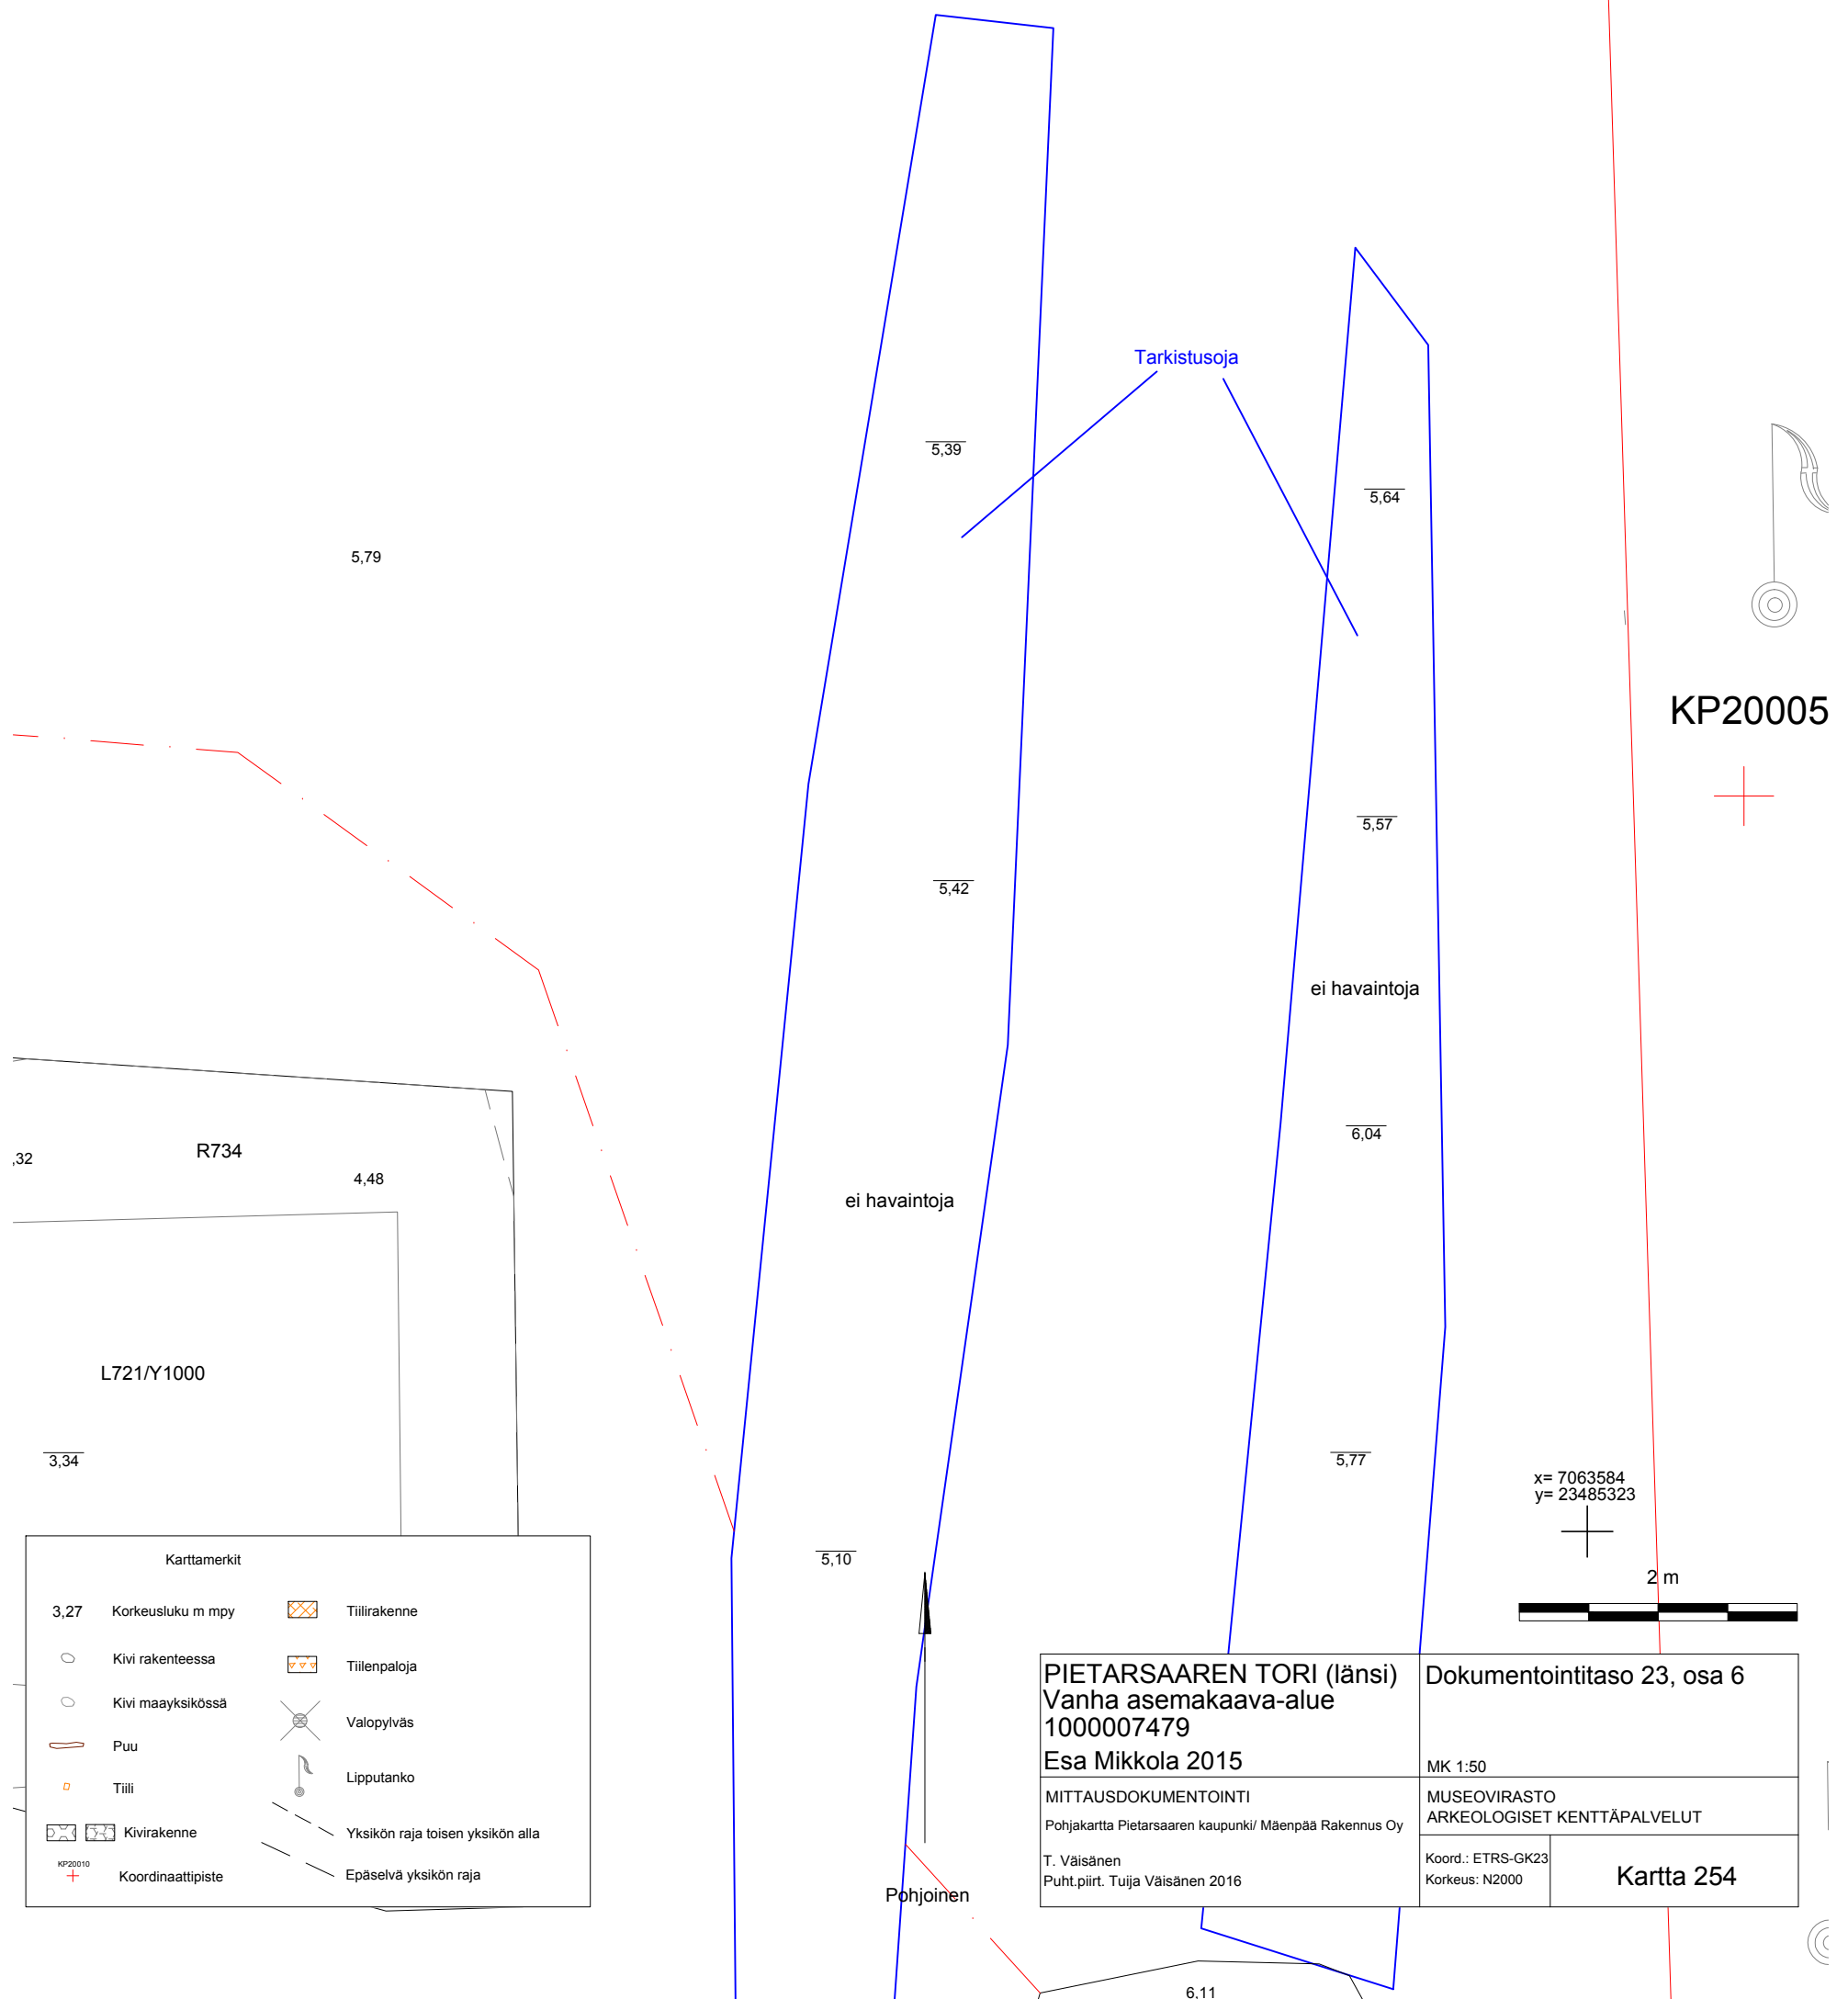 Tarkistusoja
5,39
5,64
5,79
KP20005
5,57
5,42
ei havaintoja
6,04
R734
,32
4,48
ei havaintoja
L721/Y1000
3,34
5,77
x= 7063584
y= 23485323
5,10
2 m
Karttamerkit
3,27 Korkeusluku m mpy
Kivi rakenteessa
Kivi maayksikössä
Puu
Tiili
Kivirakenne
KP20010
Koordinaattipiste
Tiilirakenne
Tiilenpaloja
Valopylväs
Lipputanko
Yksikön raja toisen yksikön alla
Epäselvä yksikön raja
Pohjoinen
PIETARSAAREN TORI (länsi)
Vanha asemakaava-alue
1000007479
Esa Mikkola 2015
Dokumentointitaso 23, osa 6
MK 1:50
MITTAUSDOKUMENTOINTI
Pohjakartta Pietarsaaren kaupunki/ Mäenpää Rakennus Oy
T. Väisänen
Puht.piirt. Tuija Väisänen 2016
MUSEOVIRASTO
ARKEOLOGISET KENTTÄPALVELUT
Koord.: ETRS-GK23
Korkeus: N2000
Kartta 254
6,11